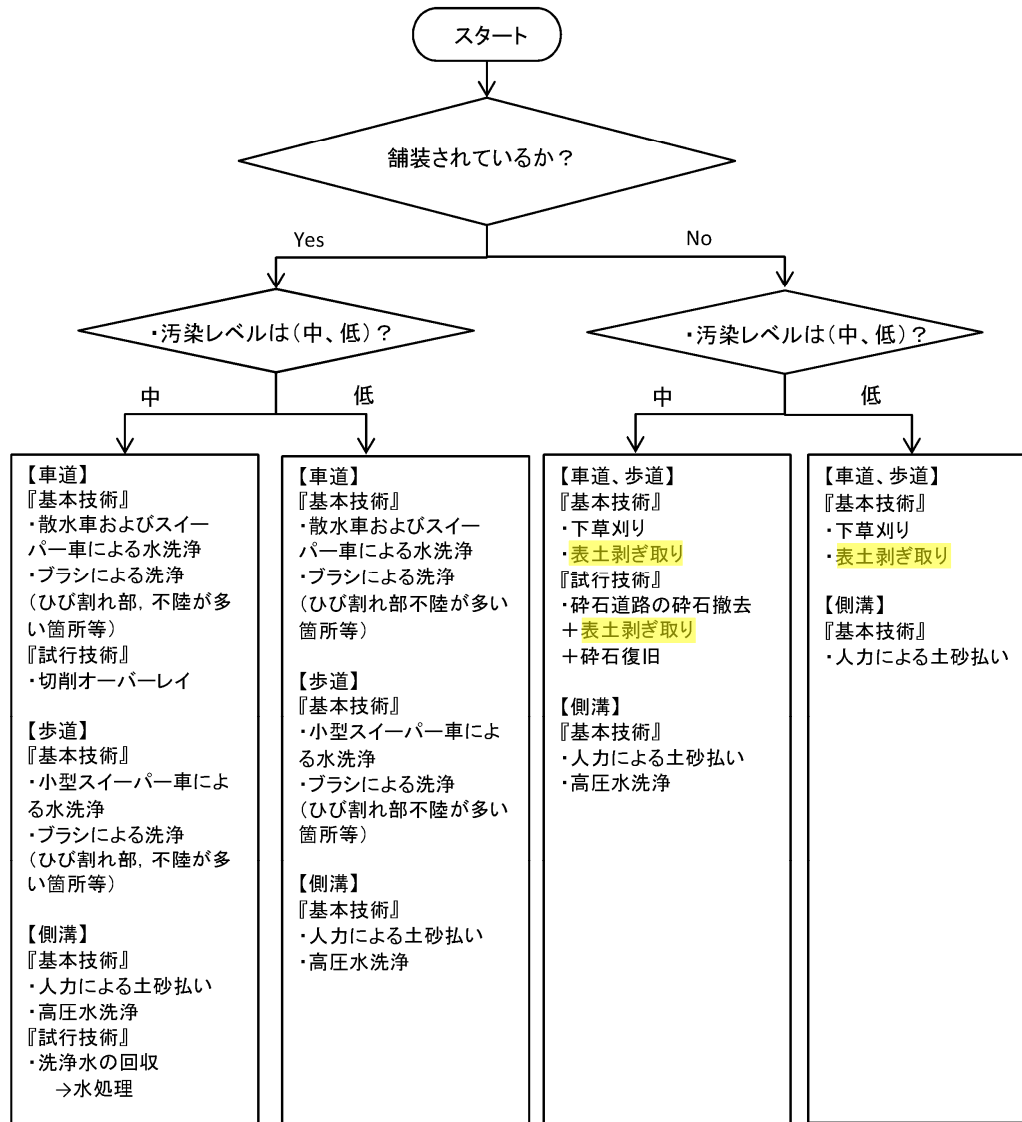 スタート
舗装されているか？
Yes
No
・汚染レベルは（中、低）？
・汚染レベルは（中、低）？
中
低
中
低
【車道】
『基本技術』
・散水車およびスイー
パー車による水洗浄
・ブラシによる洗浄
（ひび割れ部，不陸が多
い箇所等）
『試行技術』
・切削オーバーレイ
【歩道】
『基本技術』
・小型スイーパー車によ
る水洗浄
・ブラシによる洗浄
（ひび割れ部，不陸が多
い箇所等）
【側溝】
『基本技術』
・人力による土砂払い
・高圧水洗浄
『試行技術』
・洗浄水の回収
→水処理
【車道】
『基本技術』
・散水車およびスイー
パー車による水洗浄
・ブラシによる洗浄
（ひび割れ部不陸が多い
箇所等）
【歩道】
『基本技術』
・小型スイーパー車によ
る水洗浄
・ブラシによる洗浄
（ひび割れ部不陸が多い
箇所等）
【側溝】
『基本技術』
・人力による土砂払い
・高圧水洗浄
【車道、歩道】
『基本技術』
・下草刈り
・表土剥ぎ取り
『試行技術』
・砕石道路の砕石撤去
＋表土剥ぎ取り
＋砕石復旧
【側溝】
『基本技術』
・人力による土砂払い
・高圧水洗浄
【車道、歩道】
『基本技術』
・下草刈り
・表土剥ぎ取り
【側溝】
『基本技術』
・人力による土砂払い